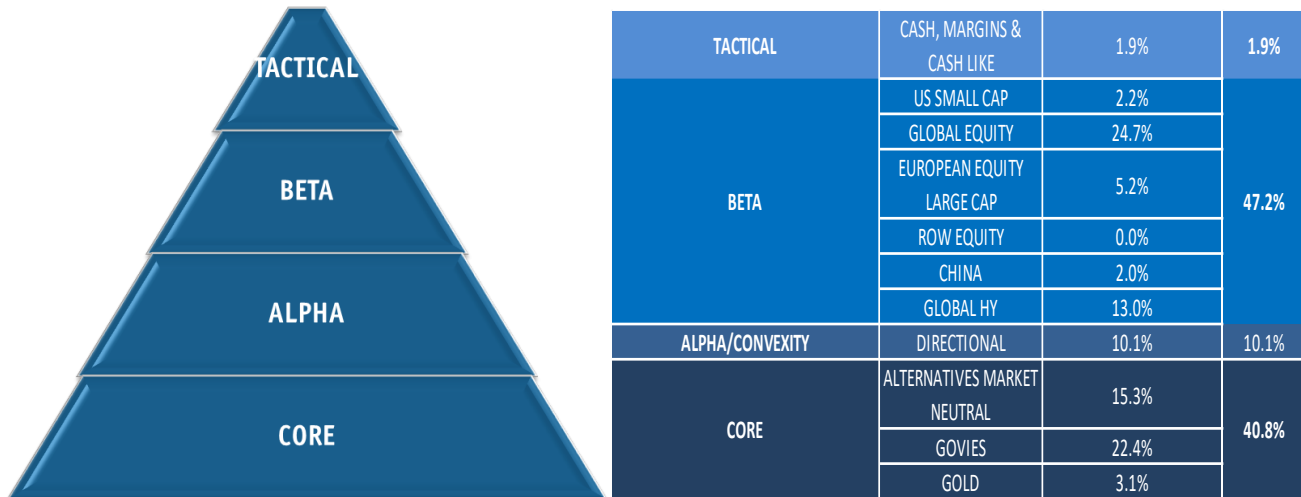 TACTICAL
BETA
ALPHA
CORE
TACTICAL
CASH, MARGINS &
CASH LIKE
1.9%
1.9%
BETA
US SMALL CAP
2.2%
GLOBAL EQUITY
24.7%
EUROPEAN EQUITY
LARGE CAP
5.2%
ROW EQUITY
0.0%
CHINA
2.0%
GLOBAL HY
13.0%
47.2%
ALPHA/CONVEXITY
DIRECTIONAL
10.1%
10.1%
CORE
ALTERNATIVES MARKET
NEUTRAL
15.3%
GOVIES
22.4%
GOLD
3.1%
40.8%